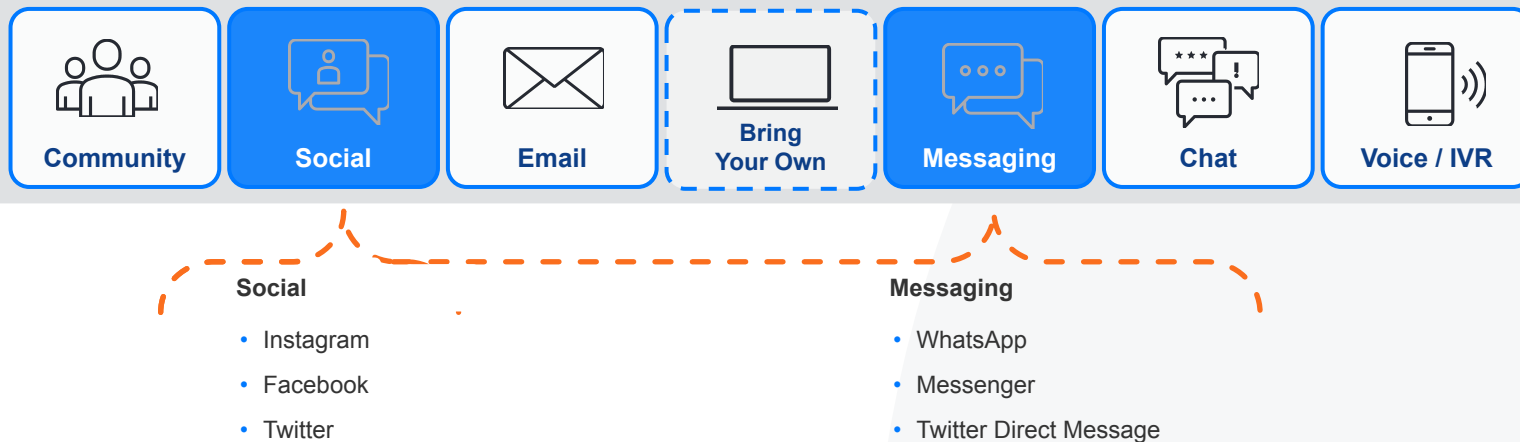 Community
Social
Email
Bring
Your Own
Messaging
Chat
Voice / IVR
Social
• Instagram
• Facebook
• Twitter
Messaging
• WhatsApp
• Messenger
• Twitter Direct Message